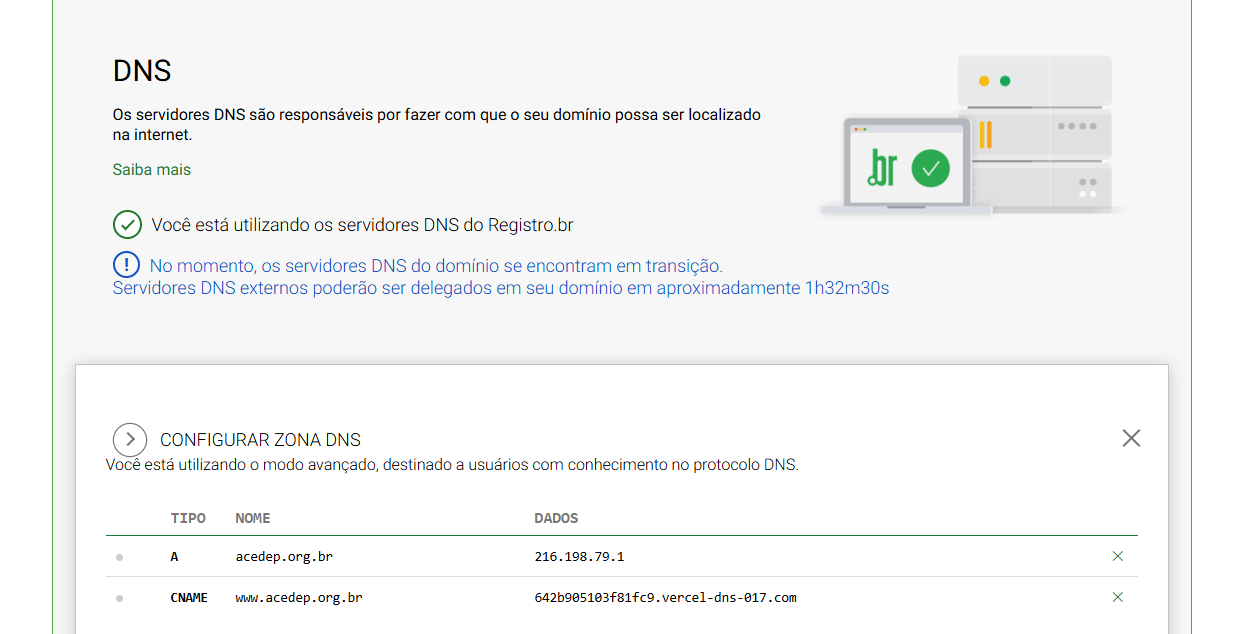 DNS
Os servidores DNS são responsáveis por fazer com que o seu domínio possa ser localizado
na internet.
Saiba mais
.br
Você está utilizando os servidores DNS do Registro.br
No momento, os servidores DNS do domínio se encontram em transição.
Servidores DNS externos poderão ser delegados em seu domínio em aproximadamente 1h32m30s
CONFIGURAR ZONA DNS
Você está utilizando o modo avançado, destinado a usuários com conhecimento no protocolo DNS.
TIPO NOME DADOS
A acedep.org.br 216.198.79.1
CNAME www.acedep.org.br 642b905103f81fc9.vercel-dns-017.com